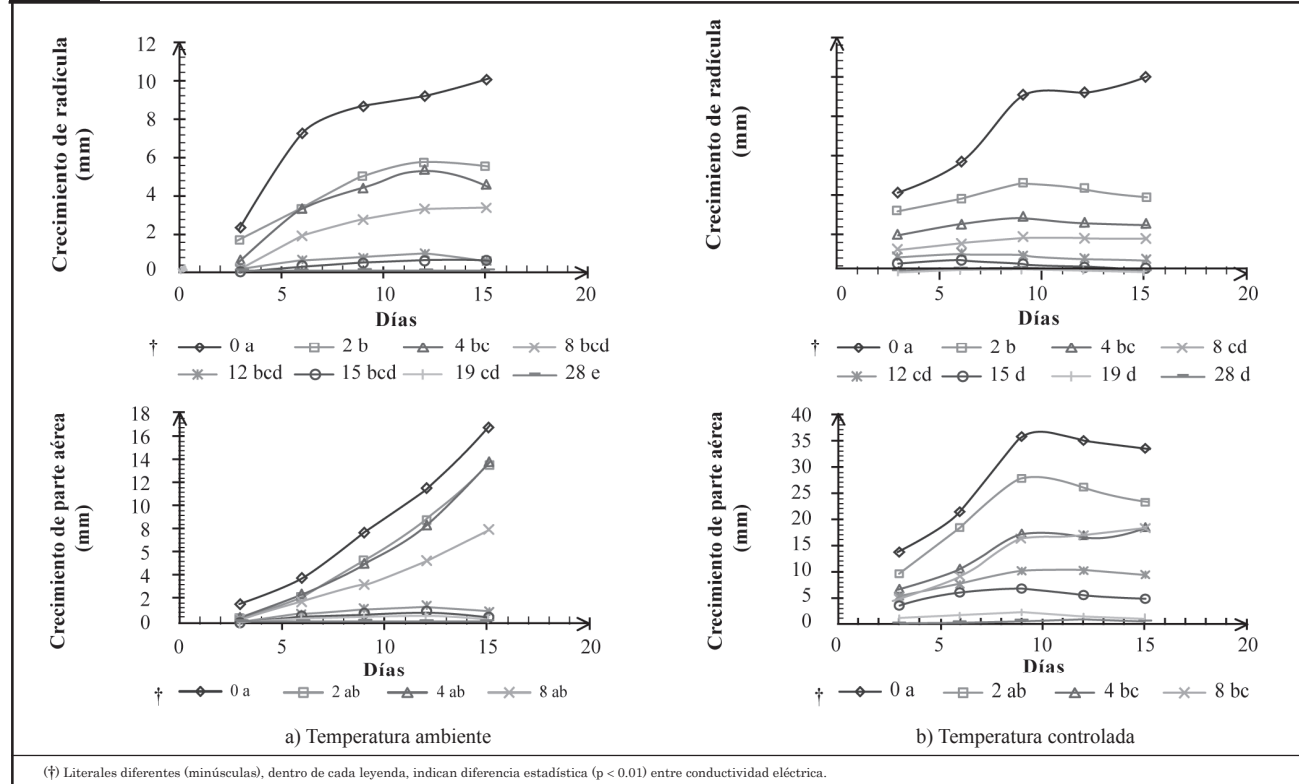 Crecimiento de radícula
(mm)
12
10
8
6
4
2
0
0 5 10 15 20
Días
† 0 a 2 b 4 bc 8 bcd
12 bcd 15 bcd 19 cd 28 e
Crecimiento de radícula
(mm)
0 5 10 15 20
Días
† 0 a 2 b 4 bc 8 cd
12 cd 15 d 19 d 28 d
Crecimiento de parte aérea
(mm)
18
16
14
12
10
8
5
4
2
0
0 5 10 15 20
Días
† 0 a 2 ab 4 ab 8 ab
a) Temperatura ambiente
Crecimiento de parte aérea
(mm)
40
35
30
25
20
15
10
5
0
0 5 10 15 20
Días
† 0 a 2 ab 4 bc 8 bc
b) Temperatura controlada
(†) Literales diferentes (minúsculas), dentro de cada leyenda, indican diferencia estadística (p < 0.01) entre conductividad eléctrica.